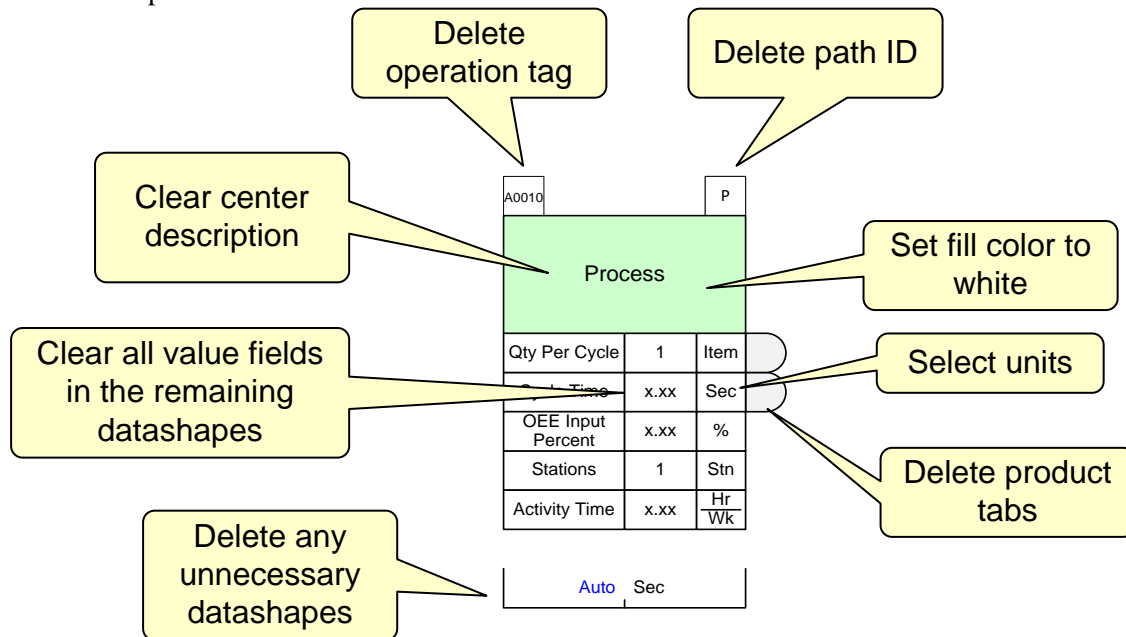 Delete
operation tag
Delete path ID
A0010
P
Clear center
description
Process
Set fill color to
white
Qty Per Cycle 1 Item
Clear all value fields
in the remaining
datashapes
Select units
Time x.xx Sec
OEE Input
Percent x.xx %
Stations 1 Stn
Activity Time x.xx Hr
Wk
Delete product
tabs
Delete any
unnecessary
datashapes
Auto Sec